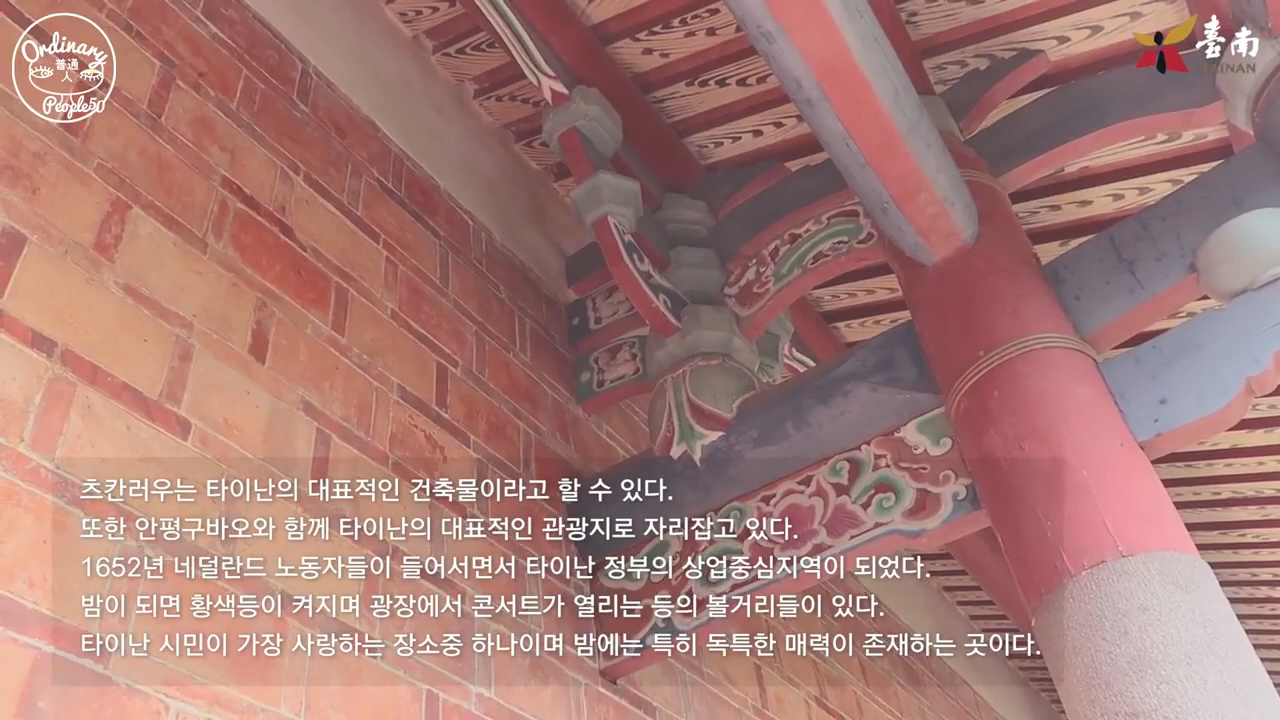 Ordinary
普通
人
People50
臺南
TAINAN
츠칸러우는 타이난의 대표적인 건축물이라고 할 수 있다.
또한 안평구바오와 함께 타이난의 대표적인 관광지로 자리잡고 있다.
1652년 네덜란드 노동자들이 들어서면서 타이난 정부의 상업중심지역이 되었다.
밤이 되면 황색등이 켜지며 광장에서 콘서트가 열리는 등의 볼거리들이 있다.
타이난 시민이 가장 사랑하는 장소중 하나이며 밤에는 특히 독특한 매력이 존재하는 곳이다.